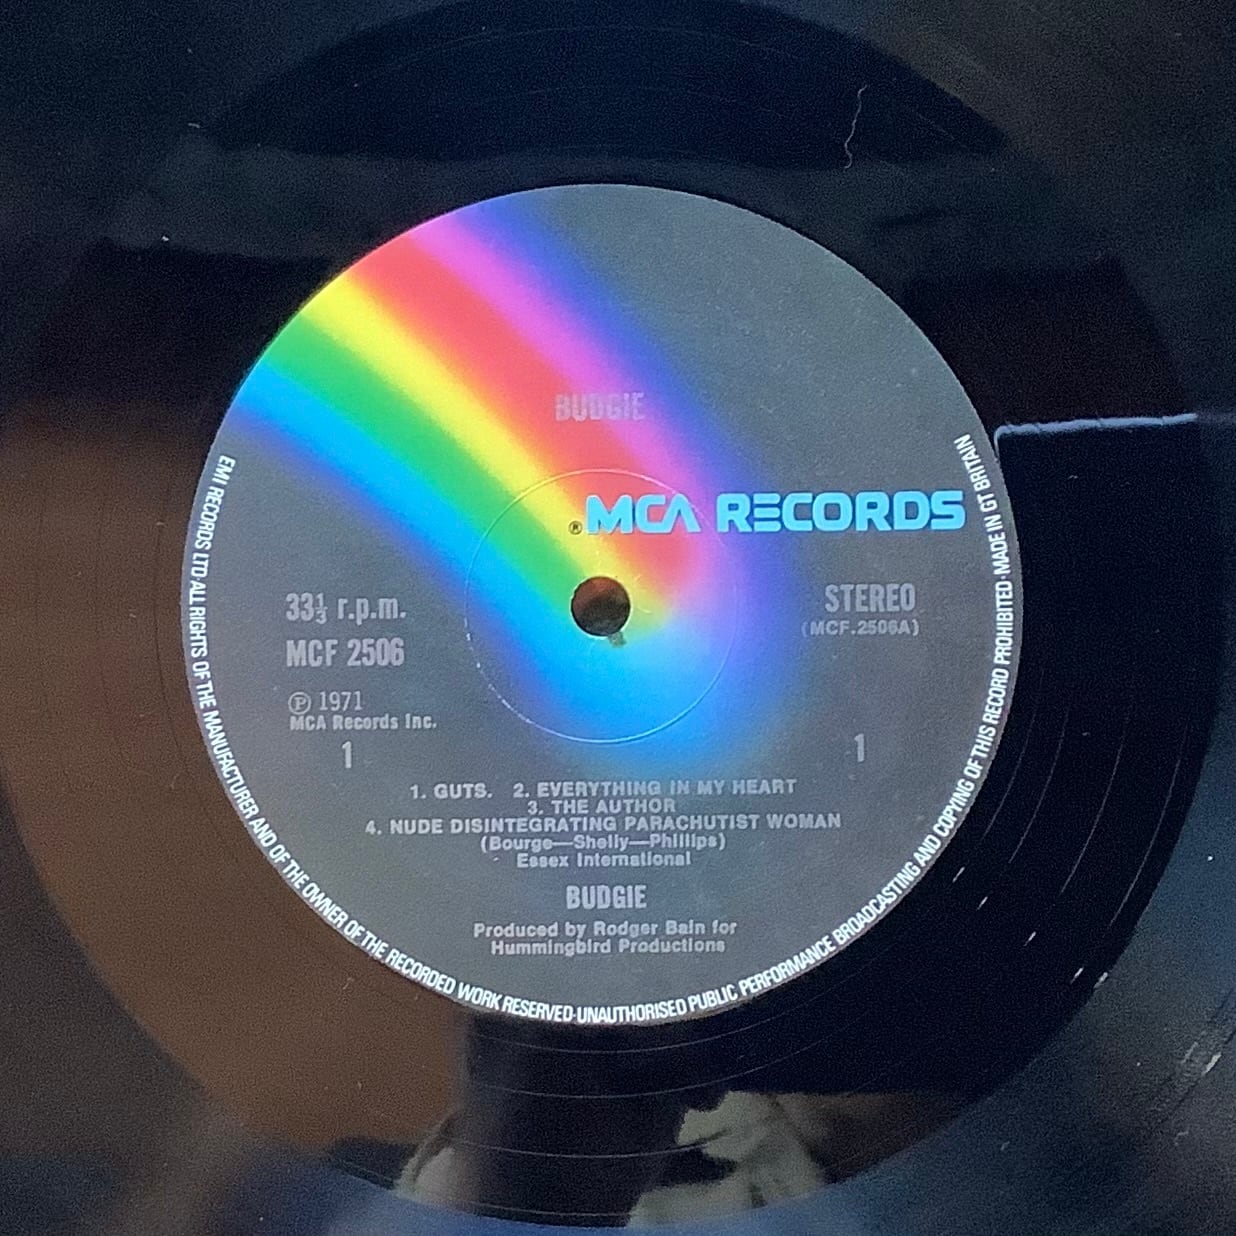 BUDGIE
® MCA RECORDS
33⅓ r.p.m.
MCF 2506
STEREO
(MCF.2506A)
Ⓟ 1971
MCA Records Inc.
1
1
1. GUTS. 2. EVERYTHING IN MY HEART
3. THE AUTHOR
4. NUDE DISINTEGRATING PARACHUTIST WOMAN
(Bourge—Shelly—Phillips)
Essex International
BUDGIE
Produced by Rodger Bain for
Hummingbird Productions
EMI RECORDS LTD·ALL RIGHTS OF THE MANUFACTURER AND OF THE OWNER OF THE RECORDED WORK RESERVED·UNAUTHORISED PUBLIC PERFORMANCE BROADCASTING AND COPYING OF THIS RECORD PROHIBITED·MADE IN GT BRITAIN